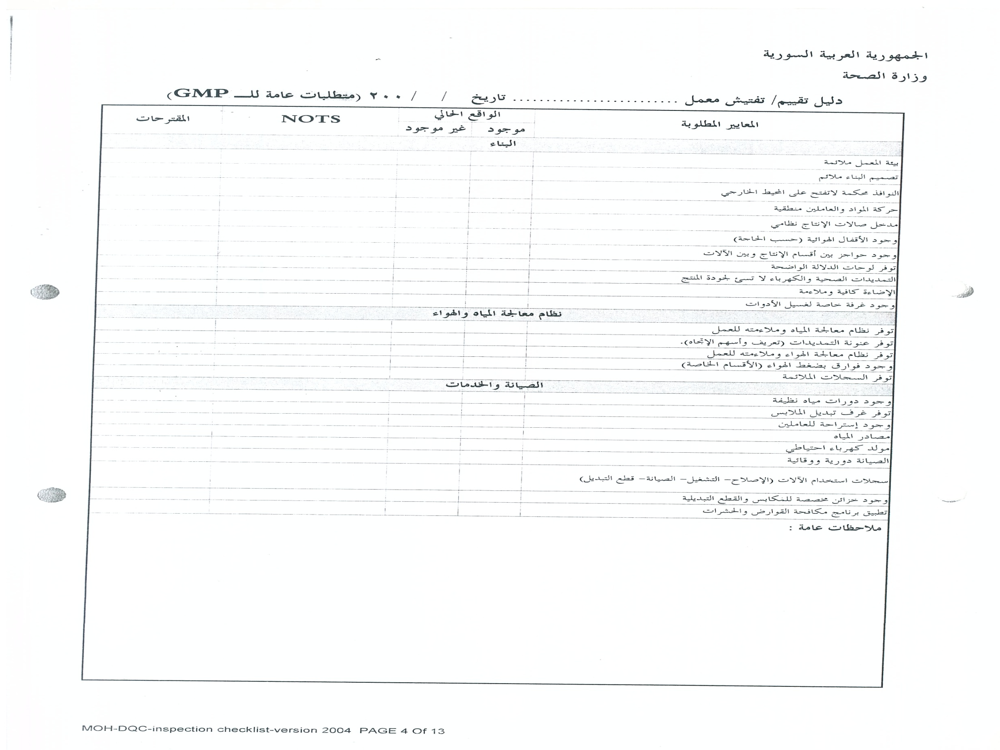 الجمهورية العربية السورية
وزارة الصحة
دليل تقييم/ تفتيش معمل ......................... تاريخ / / ٢٠٠ (متطلبات عامة للــ GMP)
المعايير المطلوبة الواقع الحالي NOTS المقترحات
موجود غير موجود
البناء
بيئة المعمل ملائمة
تصميم البناء ملائم
النوافذ محكمة لاتفتح على المحيط الخارجي
حركة المواد والعاملين منطقية
مدخل صالات الإنتاج نظامي
وجود الأقفال الهوائية (حسب الحاجة)
وجود حواجز بين أقسام الإنتاج وبين الآلات
توفر لوحات الدلالة الواضحة
التمديدات الصحية والكهرباء لا تسئ لجودة المنتج
الإضاءة كافية وملاءمة
وجود غرفة خاصة لغسيل الأدوات
نظام معالجة المياه والهواء
توفر نظام معالجة المياه وملاءمته للعمل
توفر عنونة التمديدات (تعريف وأسهم الإتجاه).
توفر نظام معالجة الهواء وملاءمته للعمل
وجود فوارق بضغط الهواء (الأقسام الخاصة)
توفر السجلات الملائمة
الصيانة والخدمات
وجود دورات مياه نظيفة
توفر غرف تبديل الملابس
وجود إستراحة للعاملين
مصادر المياه
مولد كهرباء احتياطي
الصيانة دورية ووقائية
سجلات استخدام الآلات (الإصلاح- التشغيل- الصيانة- قطع التبديل)
وجود خزائن مخصصة للمكابس والقطع التبديلية
تطبيق برنامج مكافحة القوارض والحشرات
ملاحظات عامة :
MOH-DQC-inspection checklist-version 2004 PAGE 4 Of 13